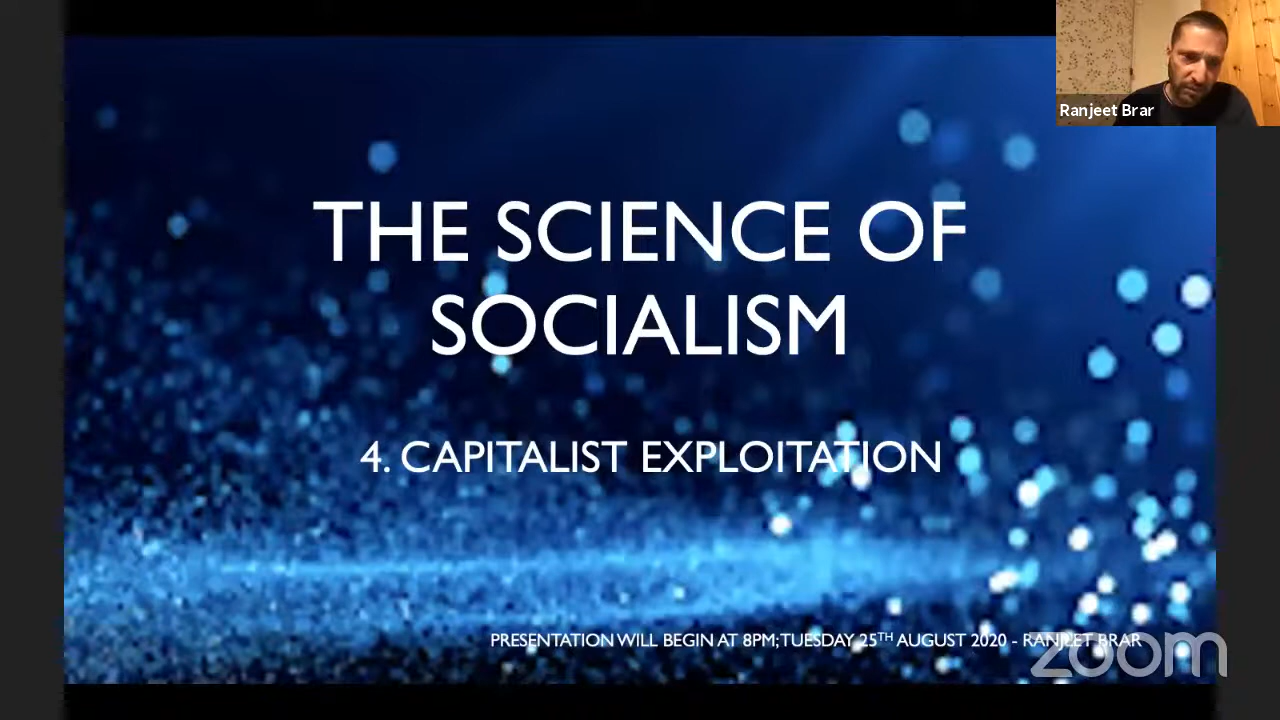 Ranjeet Brar
THE SCIENCE OF
SOCIALISM
4. CAPITALIST EXPLOITATION
PRESENTATION WILL BEGIN AT 8PM; TUESDAY 25TH AUGUST 2020 - RANJEET BRAR
zoom